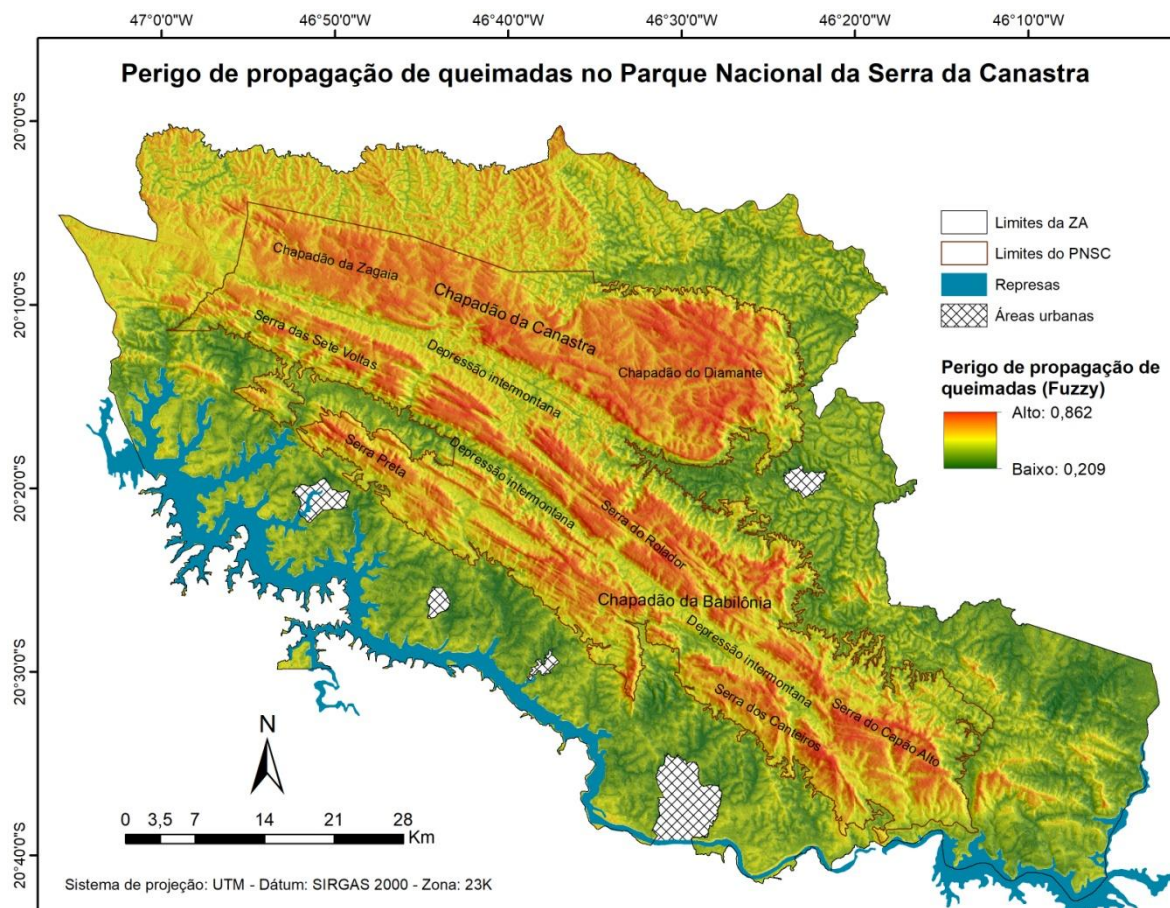 47°0'0"W
46°50'0"W
46°40'0"W
46°30'0"W
46°20'0"W
46°10'0"W
Perigo de propagação de queimadas no Parque Nacional da Serra da Canastra
20°0'0"S
20°10'0"S
20°20'0"S
20°30'0"S
20°40'0"S
Chapadão da Zagaia
Chapadão da Canastra
Serra das Sete Voltas
Depressão intermontana
Chapadão do Diamante
Serra Preta
Depressão intermontana
Serra do Rolador
Chapadão da Babilônia
Depressão intermontana
Serra dos Canteiros
Serra do Capão Alto
Limites da ZA
Limites do PNSC
Represas
Áreas urbanas
Perigo de propagação de
queimadas (Fuzzy)
Alto: 0,862
Baixo: 0,209
N
0 3,5 7 14 21 28
Km
Sistema de projeção: UTM - Dátum: SIRGAS 2000 - Zona: 23K